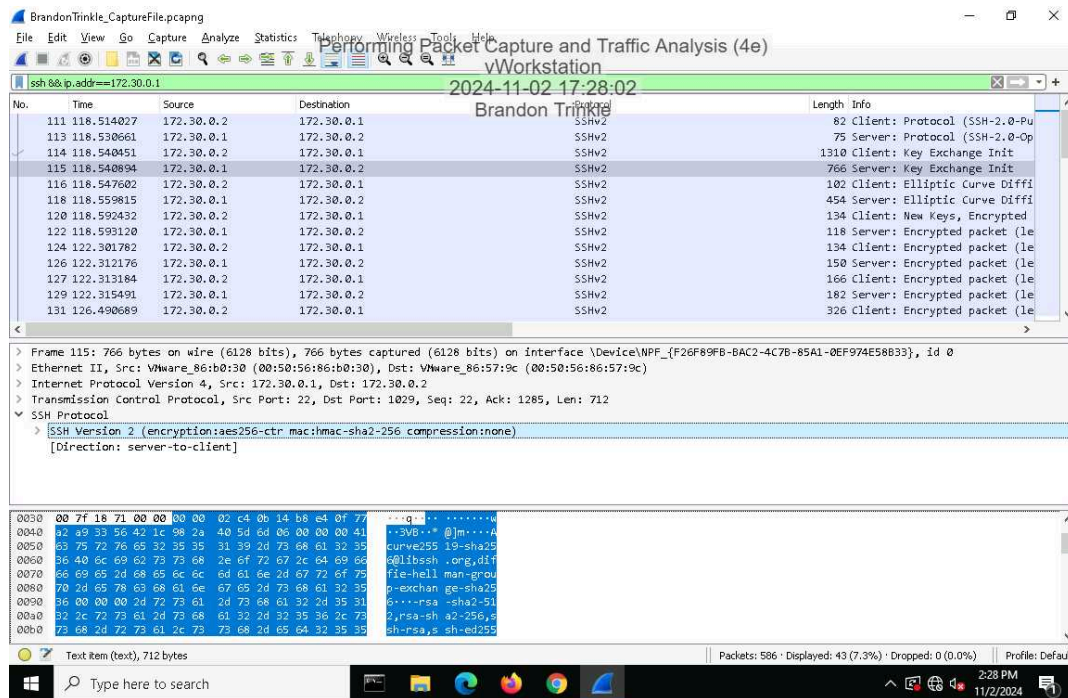 BrandonTrinkle_CaptureFile.pcapng
File Edit View Go Capture Analyze Statistics Telephony Wireless Tools Help
Performing Packet Capture and Traffic Analysis (4e)
vWorkstation
2024-11-02 17:28:02
Brandon Trinkle
ssh && ip.addr==172.30.0.1
No. Time Source Destination Protocol Length Info
111 118.514027 172.30.0.2 172.30.0.1 SSHv2 82 Client: Protocol (SSH-2.0-Pu
113 118.530661 172.30.0.1 172.30.0.2 SSHv2 75 Server: Protocol (SSH-2.0-Op
114 118.540451 172.30.0.2 172.30.0.1 SSHv2 1310 Client: Key Exchange Init
115 118.540894 172.30.0.1 172.30.0.2 SSHv2 766 Server: Key Exchange Init
116 118.547602 172.30.0.2 172.30.0.1 SSHv2 102 Client: Elliptic Curve Diffi
118 118.559815 172.30.0.1 172.30.0.2 SSHv2 454 Server: Elliptic Curve Diffi
120 118.592432 172.30.0.2 172.30.0.1 SSHv2 134 Client: New Keys, Encrypted
122 118.593120 172.30.0.1 172.30.0.2 SSHv2 118 Server: Encrypted packet (le
124 122.301782 172.30.0.2 172.30.0.1 SSHv2 134 Client: Encrypted packet (le
126 122.312176 172.30.0.1 172.30.0.2 SSHv2 150 Server: Encrypted packet (le
127 122.313184 172.30.0.2 172.30.0.1 SSHv2 166 Client: Encrypted packet (le
129 122.315491 172.30.0.1 172.30.0.2 SSHv2 182 Server: Encrypted packet (le
131 126.490689 172.30.0.2 172.30.0.1 SSHv2 326 Client: Encrypted packet (le
Frame 115: 766 bytes on wire (6128 bits), 766 bytes captured (6128 bits) on interface \Device\NPF_{F26F89FB-BAC2-4C7B-85A1-0EF974E58B33}, id 0
Ethernet II, Src: VMware_86:b0:30 (00:50:56:86:b0:30), Dst: VMware_86:57:9c (00:50:56:86:57:9c)
Internet Protocol Version 4, Src: 172.30.0.1, Dst: 172.30.0.2
Transmission Control Protocol, Src Port: 22, Dst Port: 1029, Seq: 22, Ack: 1285, Len: 712
SSH Protocol
SSH Version 2 (encryption:aes256-ctr mac:hmac-sha2-256 compression:none)
[Direction: server-to-client]
0030 00 7f 18 71 00 00 00 00 02 c4 0b 14 b8 e4 0f 77 ···q···· ·······w
0040 a2 a9 33 56 42 1c 98 2a 40 5d 6d 06 00 00 00 41 ··3VB··* @]m····A
0050 63 75 72 76 65 32 35 35 31 39 2d 73 68 61 32 35 curve255 19-sha25
0060 36 40 6c 69 62 73 73 68 2e 6f 72 67 2c 64 69 66 6@libssh .org,dif
0070 66 69 65 2d 68 65 6c 6c 6d 61 6e 2d 67 72 6f 75 fie-hell man-grou
0080 70 2d 65 78 63 68 61 6e 67 65 2d 73 68 61 32 35 p-exchan ge-sha25
0090 36 00 00 00 2d 72 73 61 2d 73 68 61 32 2d 35 31 6···-rsa -sha2-51
00a0 32 2c 72 73 61 2d 73 68 61 32 2d 32 35 36 2c 73 2,rsa-sh a2-256,s
00b0 73 68 2d 72 73 61 2c 73 73 68 2d 65 64 32 35 35 sh-rsa,s sh-ed255
Text item (text), 712 bytes Packets: 586 · Displayed: 43 (7.3%) · Dropped: 0 (0.0%) Profile: Defau
Type here to search 2:28 PM
11/2/2024